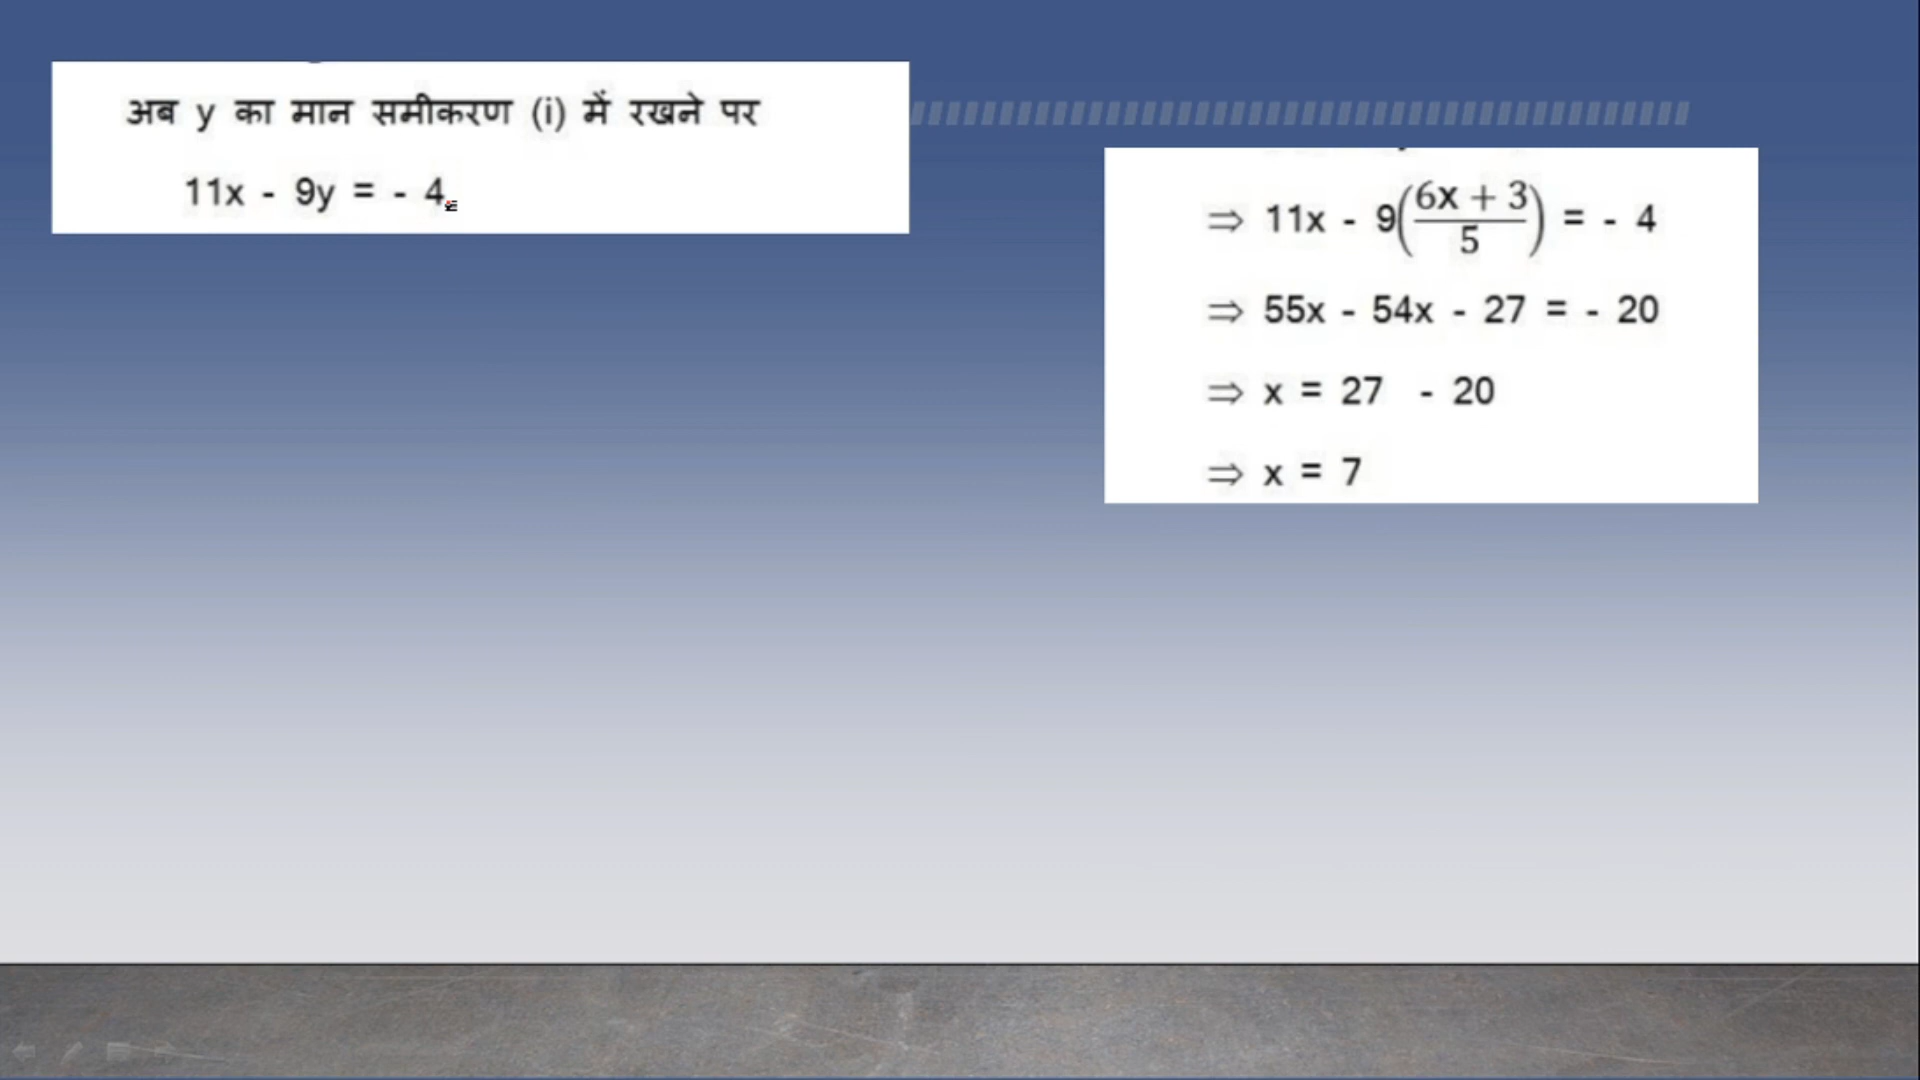 अब y का मान समीकरण (i) में रखने पर
11x - 9y = - 4
⇒ 11x - 9(\frac{6x + 3}{5}) = - 4
⇒ 55x - 54x - 27 = - 20
⇒ x = 27 - 20
⇒ x = 7